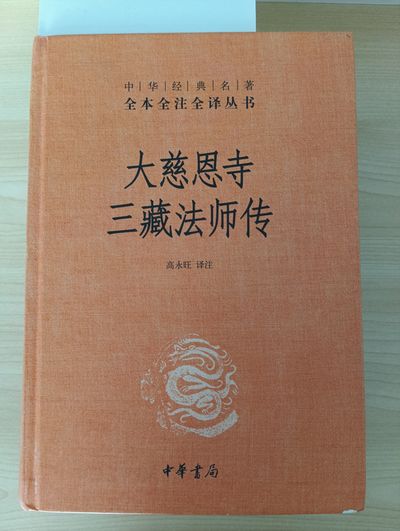 中|华|经|典|名|著
全本全注全译丛书
大慈恩寺
三藏法师传
高永旺 译注
中華書局